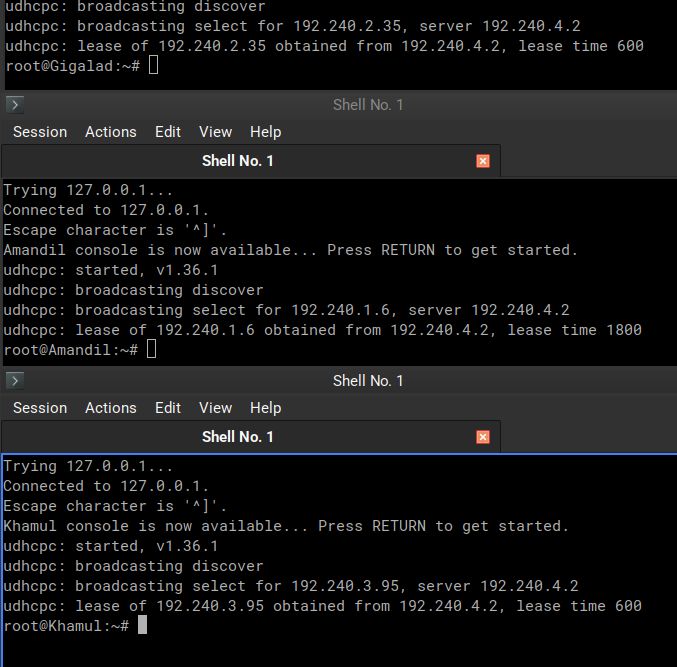 udhcpc: broadcasting discover
udhcpc: broadcasting select for 192.240.2.35, server 192.240.4.2
udhcpc: lease of 192.240.2.35 obtained from 192.240.4.2, lease time 600
root@Gigalad:~#
Shell No. 1
Session Actions Edit View Help
Shell No. 1
Trying 127.0.0.1...
Connected to 127.0.0.1.
Escape character is '^]'.
Amandil console is now available... Press RETURN to get started.
udhcpc: started, v1.36.1
udhcpc: broadcasting discover
udhcpc: broadcasting select for 192.240.1.6, server 192.240.4.2
udhcpc: lease of 192.240.1.6 obtained from 192.240.4.2, lease time 1800
root@Amandil:~#
Shell No. 1
Session Actions Edit View Help
Shell No. 1
Trying 127.0.0.1...
Connected to 127.0.0.1.
Escape character is '^]'.
Khamul console is now available... Press RETURN to get started.
udhcpc: started, v1.36.1
udhcpc: broadcasting discover
udhcpc: broadcasting select for 192.240.3.95, server 192.240.4.2
udhcpc: lease of 192.240.3.95 obtained from 192.240.4.2, lease time 600
root@Khamul:~#